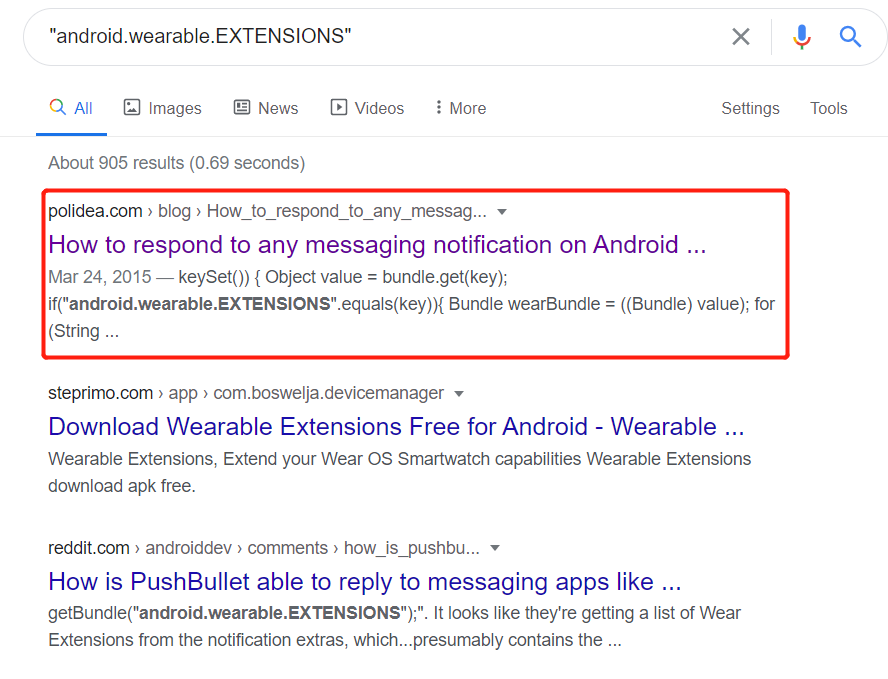 "android.wearable.EXTENSIONS"
All Images News Videos More Settings Tools
About 905 results (0.69 seconds)
polidea.com › blog › How_to_respond_to_any_messag...
How to respond to any messaging notification on Android ...
Mar 24, 2015 — keySet()) { Object value = bundle.get(key);
if("android.wearable.EXTENSIONS".equals(key)){ Bundle wearBundle = ((Bundle) value); for
(String ...
steprimo.com › app › com.boswelja.devicemanager
Download Wearable Extensions Free for Android - Wearable ...
Wearable Extensions, Extend your Wear OS Smartwatch capabilities Wearable Extensions
download apk free.
reddit.com › androiddev › comments › how_is_pushbu...
How is PushBullet able to reply to messaging apps like ...
getBundle("android.wearable.EXTENSIONS");". It looks like they're getting a list of Wear
Extensions from the notification extras, which...presumably contains the ...